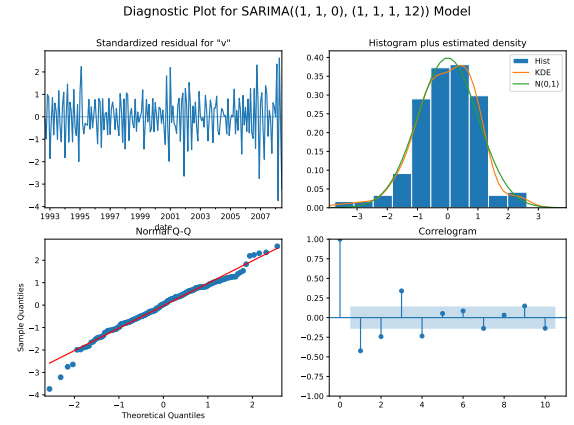 Diagnostic Plot for SARIMA((1, 1, 0), (1, 1, 1, 12)) Model
Standardized residual for "v"
2
1
0
−1
−2
−3
−4
1993 1995 1997 1999 2001 2003 2005 2007
date
Histogram plus estimated density
Hist
KDE
N(0,1)
0.40
0.35
0.30
0.25
0.20
0.15
0.10
0.05
0.00
−3 −2 −1 0 1 2 3
Normal Q-Q
Sample Quantiles
3
2
1
0
−1
−2
−3
−4
−2 −1 0 1 2
Theoretical Quantiles
Correlogram
1.00
0.75
0.50
0.25
0.00
−0.25
−0.50
−0.75
−1.00
0 2 4 6 8 10